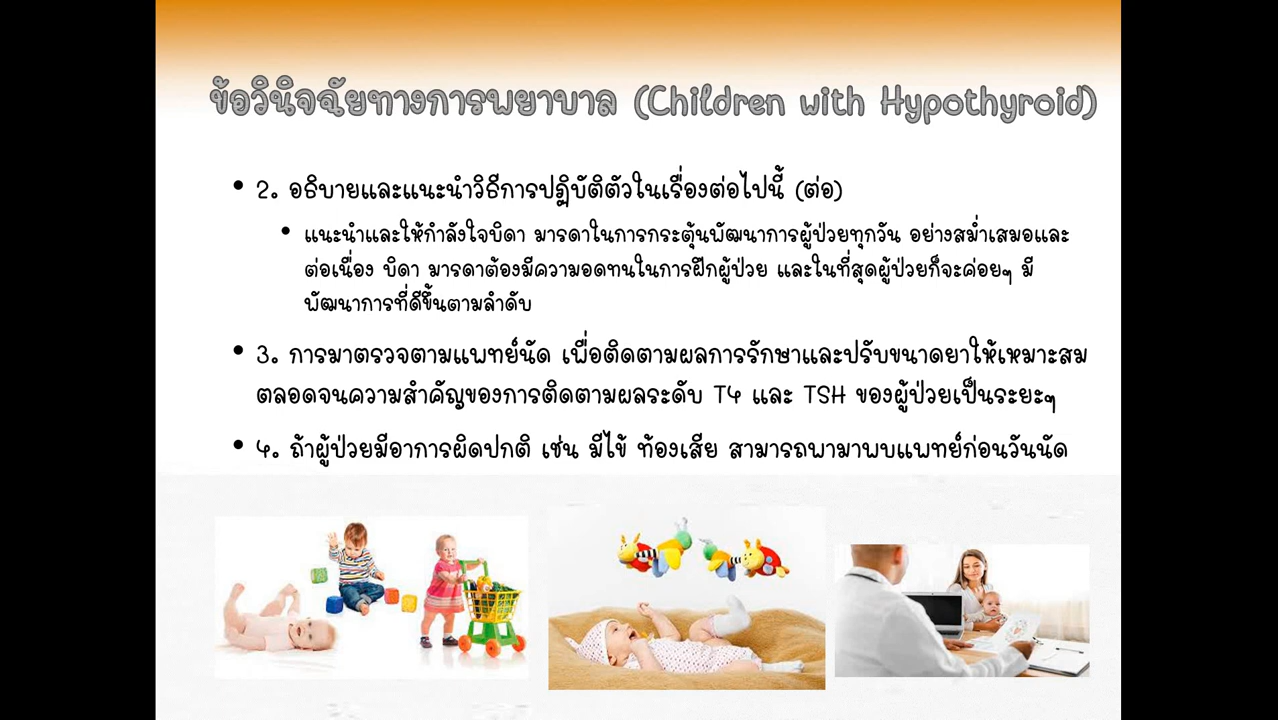 ข้อวินิจฉัยทางการพยาบาล (Children with Hypothyroid)
• 2. อธิบายและแนะนำวิธีการปฏิบัติตัวในเรื่องต่อไปนี้ (ต่อ)
• แนะนำและให้กำลังใจบิดา มารดาในการกระตุ้นพัฒนาการผู้ป่วยทุกวัน อย่างสม่ำเสมอและ
ต่อเนื่อง บิดา มารดาต้องมีความอดทนในการฝึกผู้ป่วย และในที่สุดผู้ป่วยก็จะค่อยๆ มี
พัฒนาการที่ดีขึ้นตามลำดับ
• 3. การมาตรวจตามแพทย์นัด เพื่อติดตามผลการรักษาและปรับขนาดยาให้เหมาะสม
ตลอดจนความสำคัญของการติดตามผลระดับ T4 และ TSH ของผู้ป่วยเป็นระยะๆ
• 4. ถ้าผู้ป่วยมีอาการผิดปกติ เช่น มีไข้ ท้องเสีย สามารถพามาพบแพทย์ก่อนวันนัด